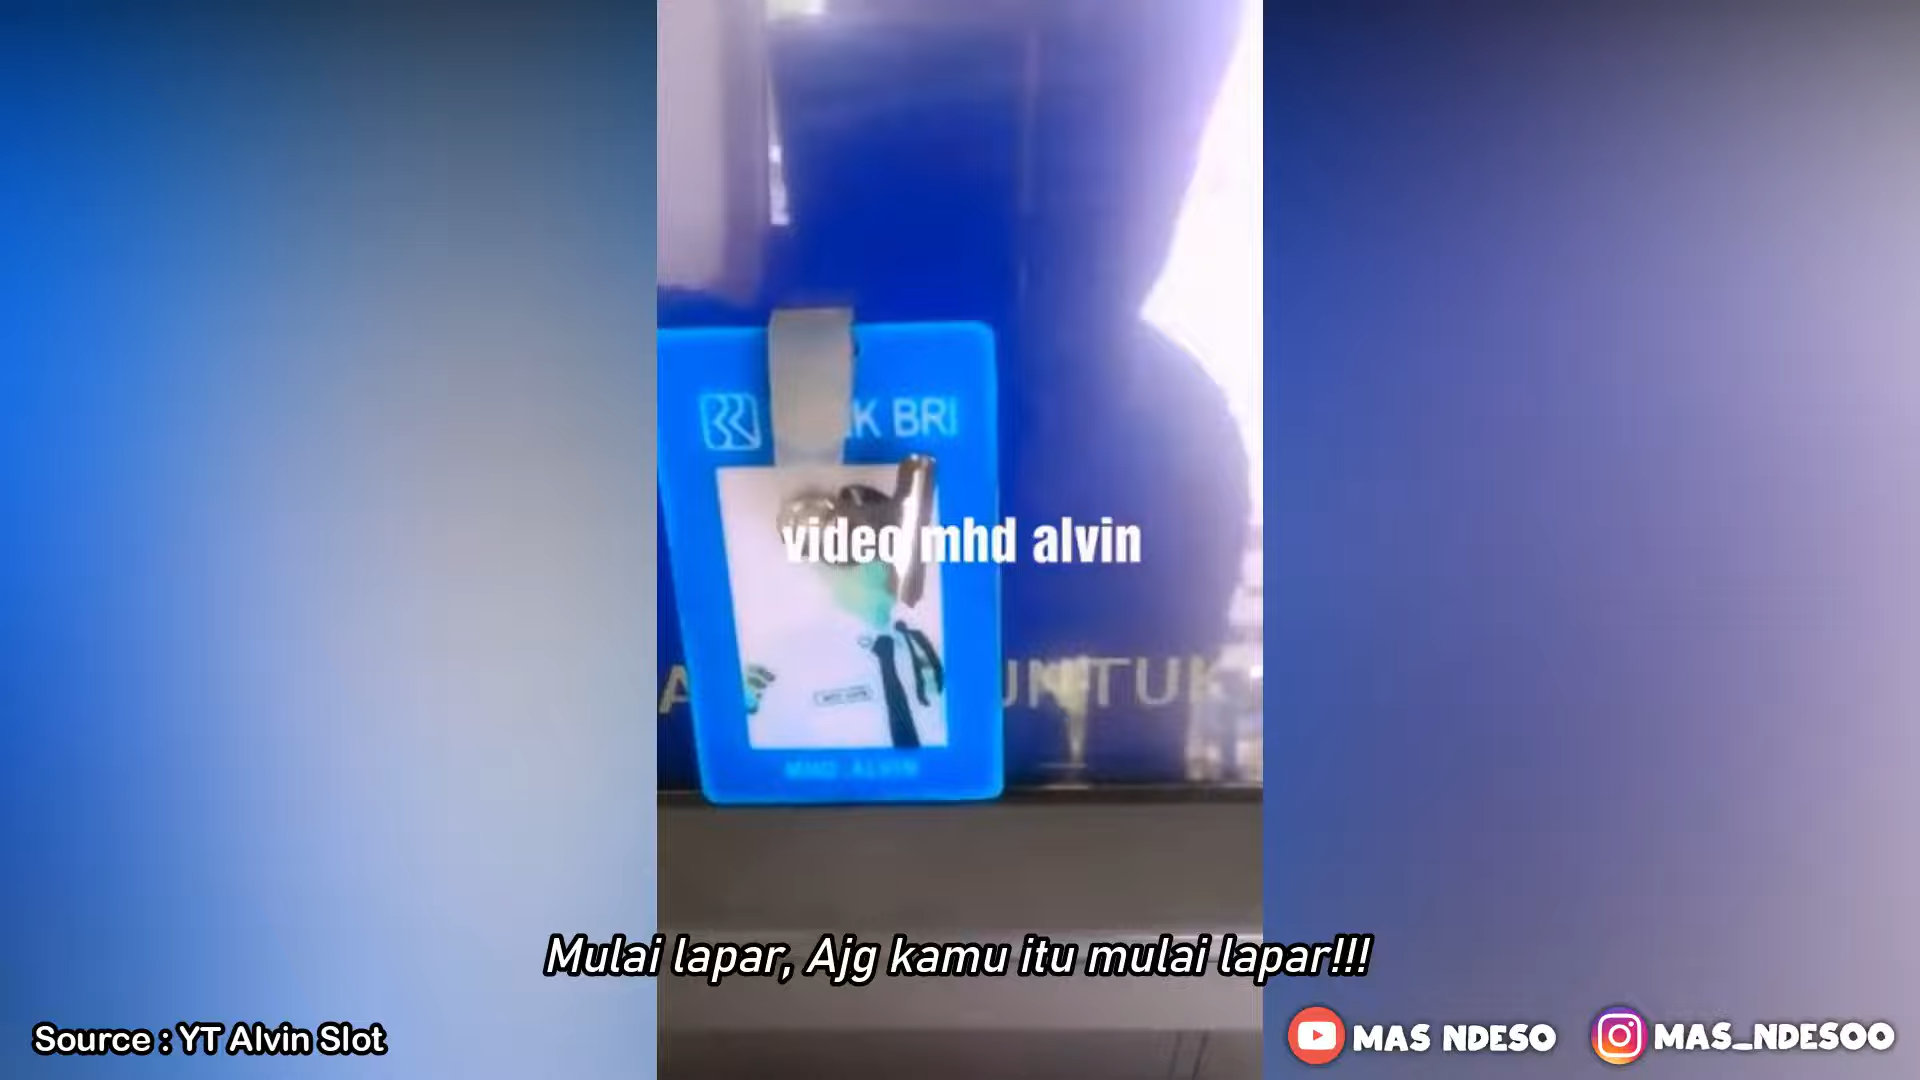 BRI
video mhd alvin
UNTUK
MHD ALVIN
Mulai lapar, Ajg kamu itu mulai lapar!!!
Source : YT Alvin Slot
MAS NDESO
MAS_NDESOO